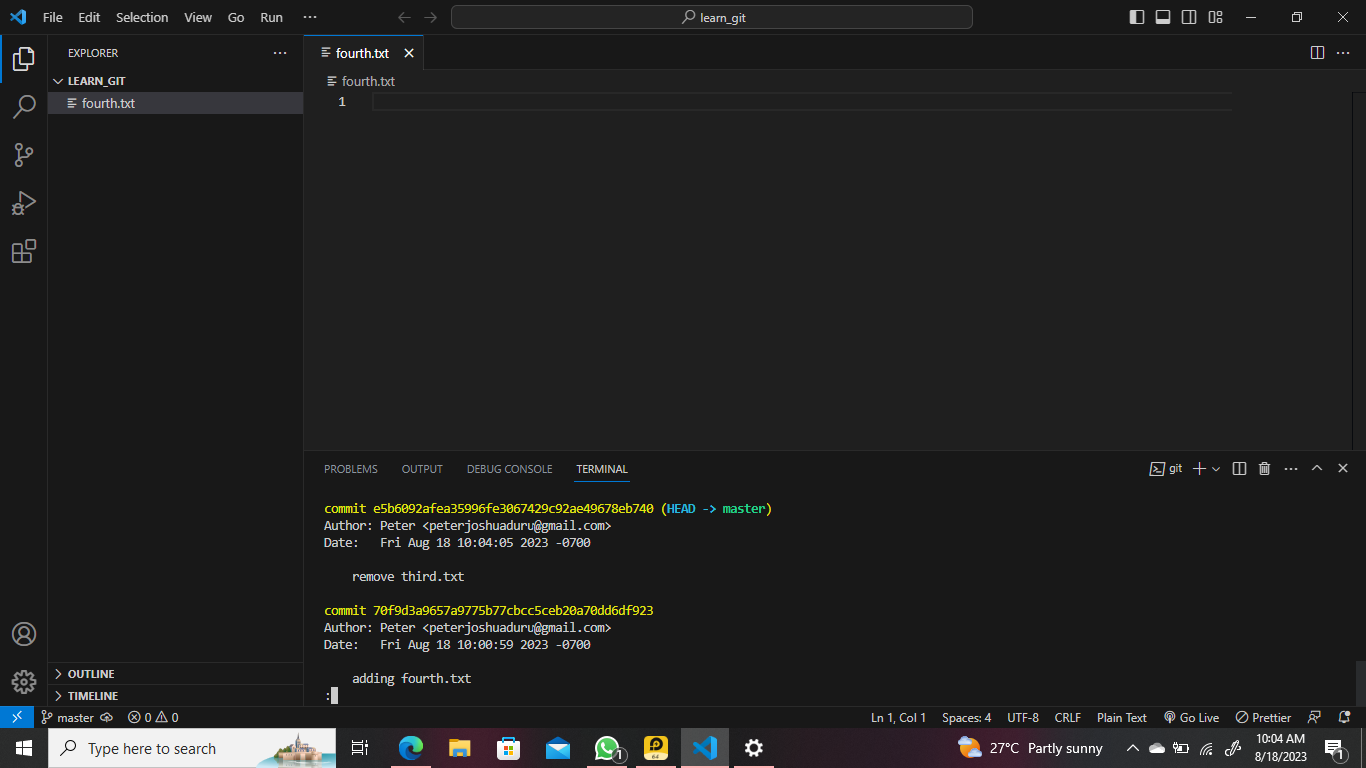 File Edit Selection View Go Run ···
learn_git
EXPLORER ···
LEARN_GIT
fourth.txt
fourth.txt
fourth.txt
1
PROBLEMS OUTPUT DEBUG CONSOLE TERMINAL
git
commit e5b6092afea35996fe3067429c92ae49678eb740 (HEAD -> master)
Author: Peter <peterjoshuaduru@gmail.com>
Date:   Fri Aug 18 10:04:05 2023 -0700
remove third.txt
commit 70f9d3a9657a9775b77cbcc5ceb20a70dd6df923
Author: Peter <peterjoshuaduru@gmail.com>
Date:   Fri Aug 18 10:00:59 2023 -0700
adding fourth.txt
:
OUTLINE
TIMELINE
master 0 0 Ln 1, Col 1 Spaces: 4 UTF-8 CRLF Plain Text Go Live Prettier
Type here to search
1
64
27°C Partly sunny
10:04 AM
8/18/2023
1